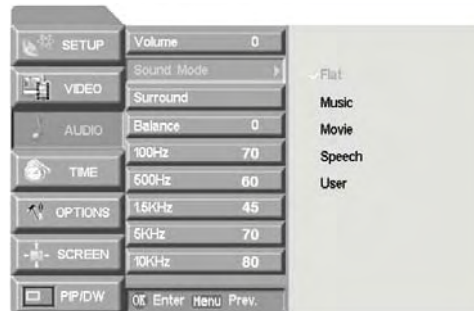 SETUP
VIDEO
AUDIO
TIME
OPTIONS
SCREEN
PIP/DW
Volume 0
Sound Mode
Surround
Balance 0
100Hz 70
500Hz 60
1.5KHz 45
5KHz 70
10KHz 80
OK Enter Menu Prev.
Flat
Music
Movie
Speech
User